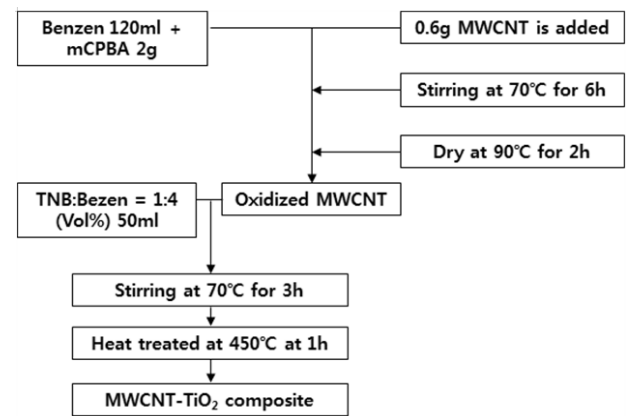 Benzen 120ml +
mCPBA 2g
0.6g MWCNT is added
Stirring at 70℃ for 6h
Dry at 90℃ for 2h
TNB:Bezen = 1:4
(Vol%) 50ml
Oxidized MWCNT
Stirring at 70℃ for 3h
Heat treated at 450℃ at 1h
MWCNT-TiO₂ composite